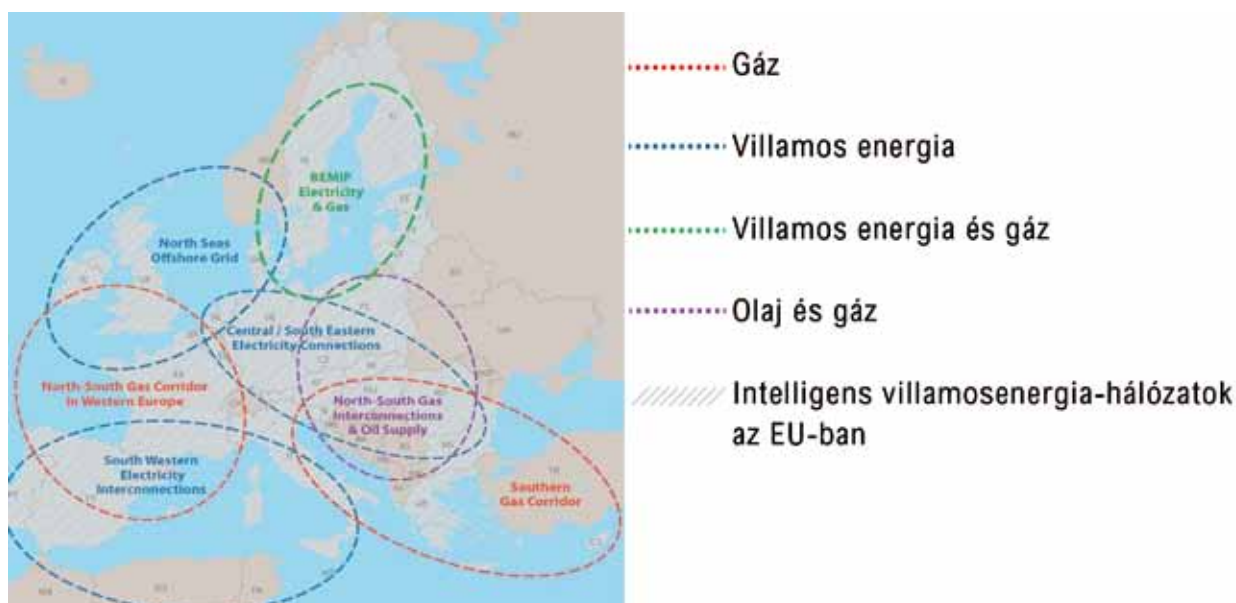 BEMIP
Electricity
& Gas
North Seas
Offshore Grid
Central / South Eastern
Electricity Connections
North-South Gas Corridor
in Western Europe
North-South Gas
Interconnections
& Oil Supply
South Western
Electricity
Interconnections
Southern
Gas Corridor
Gáz
Villamos energia
Villamos energia és gáz
Olaj és gáz
Intelligens villamosenergia-hálózatok
az EU-ban